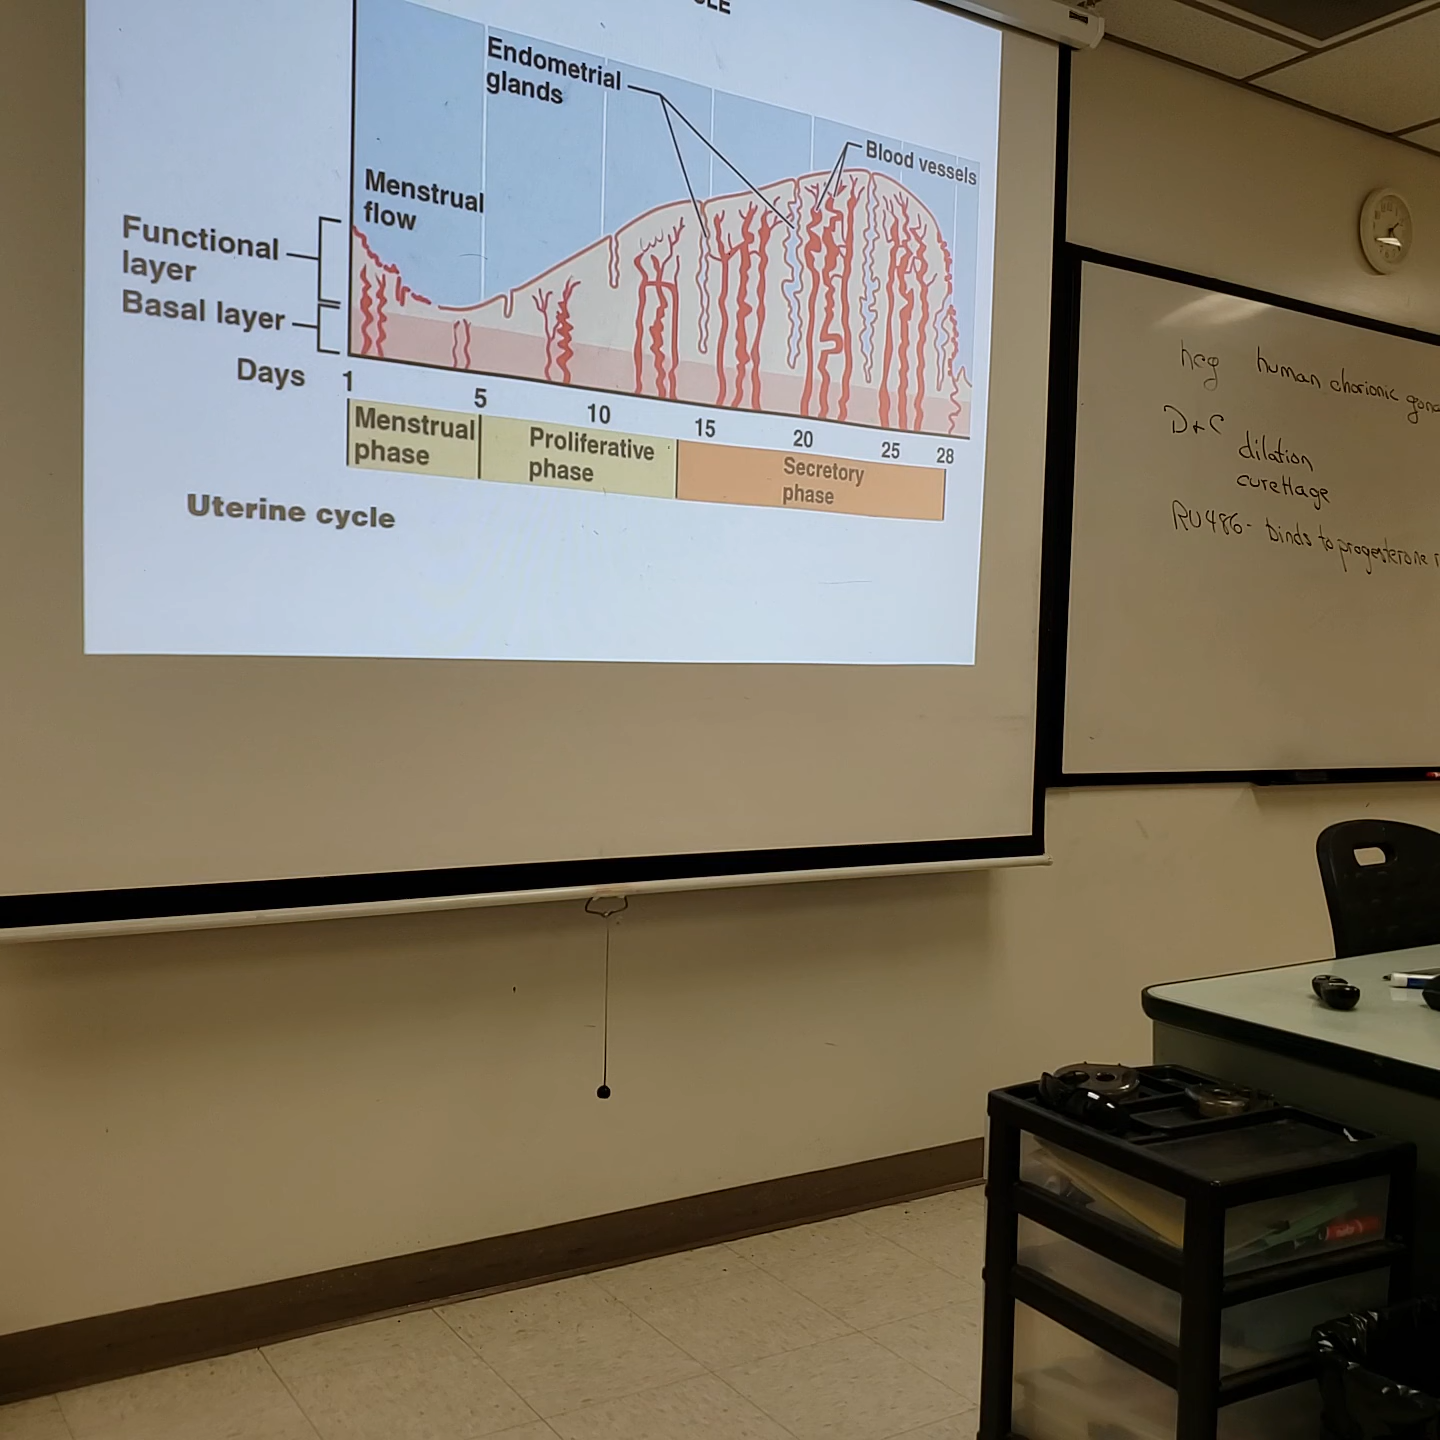 Endometrial
glands
Blood vessels
Menstrual
flow
Functional
layer
Basal layer
Days 1 5 10 15 20 25 28
Menstrual
phase
Proliferative
phase
Secretory
phase
Uterine cycle
hcg human chorionic
D+C
dilation
curettage
RU486- binds to progesterone